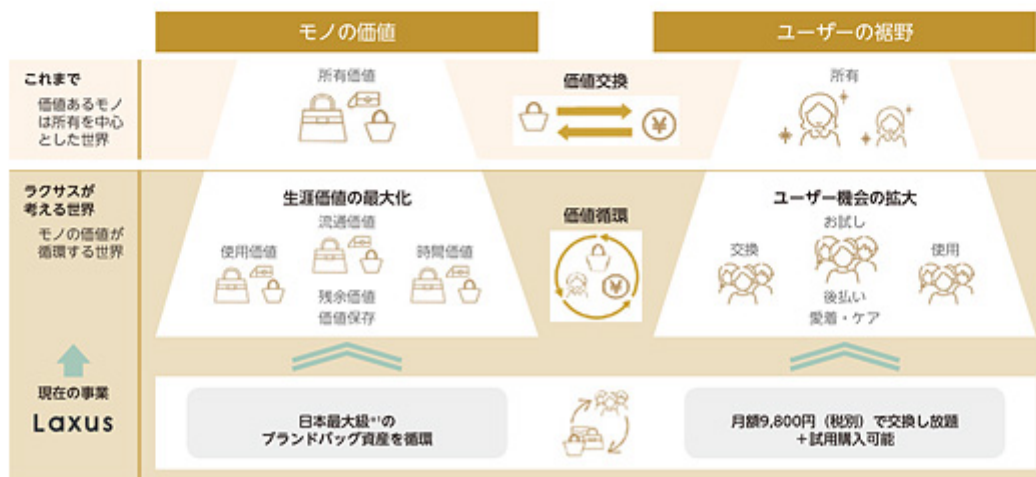 モノの価値
ユーザーの裾野
これまで
価値あるモノ
は所有を中心
とした世界
所有価値
価値交換
¥
所有
ラクサスが
考える世界
モノの価値が
循環する世界
生涯価値の最大化
流通価値
使用価値
時間価値
残余価値
価値保存
価値循環
¥
ユーザー機会の拡大
お試し
交換
使用
後払い
愛着・ケア
現在の事業
Laxus
日本最大級※1の
ブランドバッグ資産を循環
月額9,800円（税別）で交換し放題
＋試用購入可能